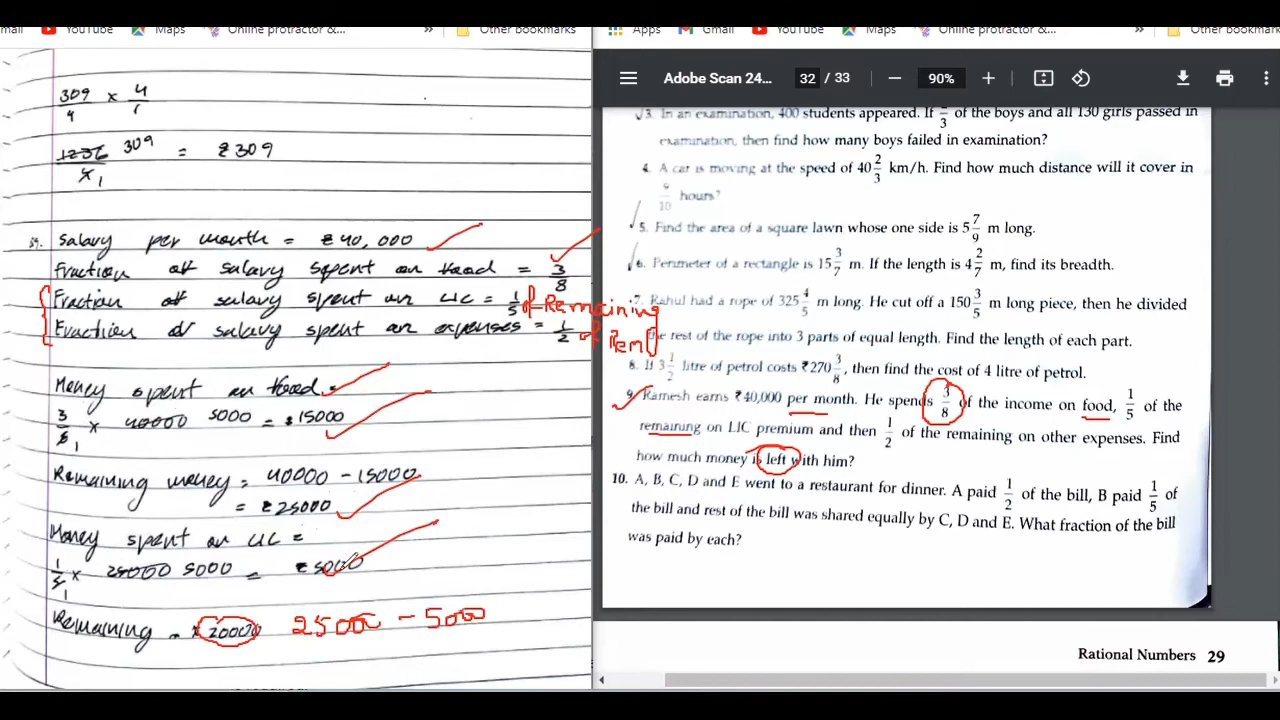 Gmail YouTube Maps Online protractor &... » Other bookmarks
309/4 × 4/1
1236/4 1 309 = ₹309
39. Salary per month = ₹40,000
Fraction of salary spent on food = 3/8
Fraction of salary spent on LIC = 1/5 of Remaining
Fraction of salary spent on expenses = 1/2 of Rem
Money spent on food =
3/8 1 × 40000 5000 = ₹15000
Remaining money = 40000 - 15000
= ₹25000
Money spent on LIC =
1/5 1 × 25000 5000 = ₹5000
Remaining = ₹20000 25000 - 5000
Apps Gmail YouTube Maps Online protractor &... » Other bookmarks
Adobe Scan 24... 32 / 33 90%
3. In an examination, 400 students appeared. If /3 of the boys and all 130 girls passed in
examination, then find how many boys failed in examination?
4. A car is moving at the speed of 40 2/3 km/h. Find how much distance will it cover in
9/10 hours?
5. Find the area of a square lawn whose one side is 5 7/9 m long.
6. Perimeter of a rectangle is 15 3/7 m. If the length is 4 2/7 m, find its breadth.
7. Rahul had a rope of 325 4/5 m long. He cut off a 150 3/5 m long piece, then he divided
the rest of the rope into 3 parts of equal length. Find the length of each part.
8. If 3 1/2 litre of petrol costs ₹270 3/8, then find the cost of 4 litre of petrol.
9. Ramesh earns ₹40,000 per month. He spends 3/8 of the income on food, 1/5 of the
remaining on LIC premium and then 1/2 of the remaining on other expenses. Find
how much money is left with him?
10. A, B, C, D and E went to a restaurant for dinner. A paid 1/2 of the bill, B paid 1/5 of
the bill and rest of the bill was shared equally by C, D and E. What fraction of the bill
was paid by each?
Rational Numbers 29